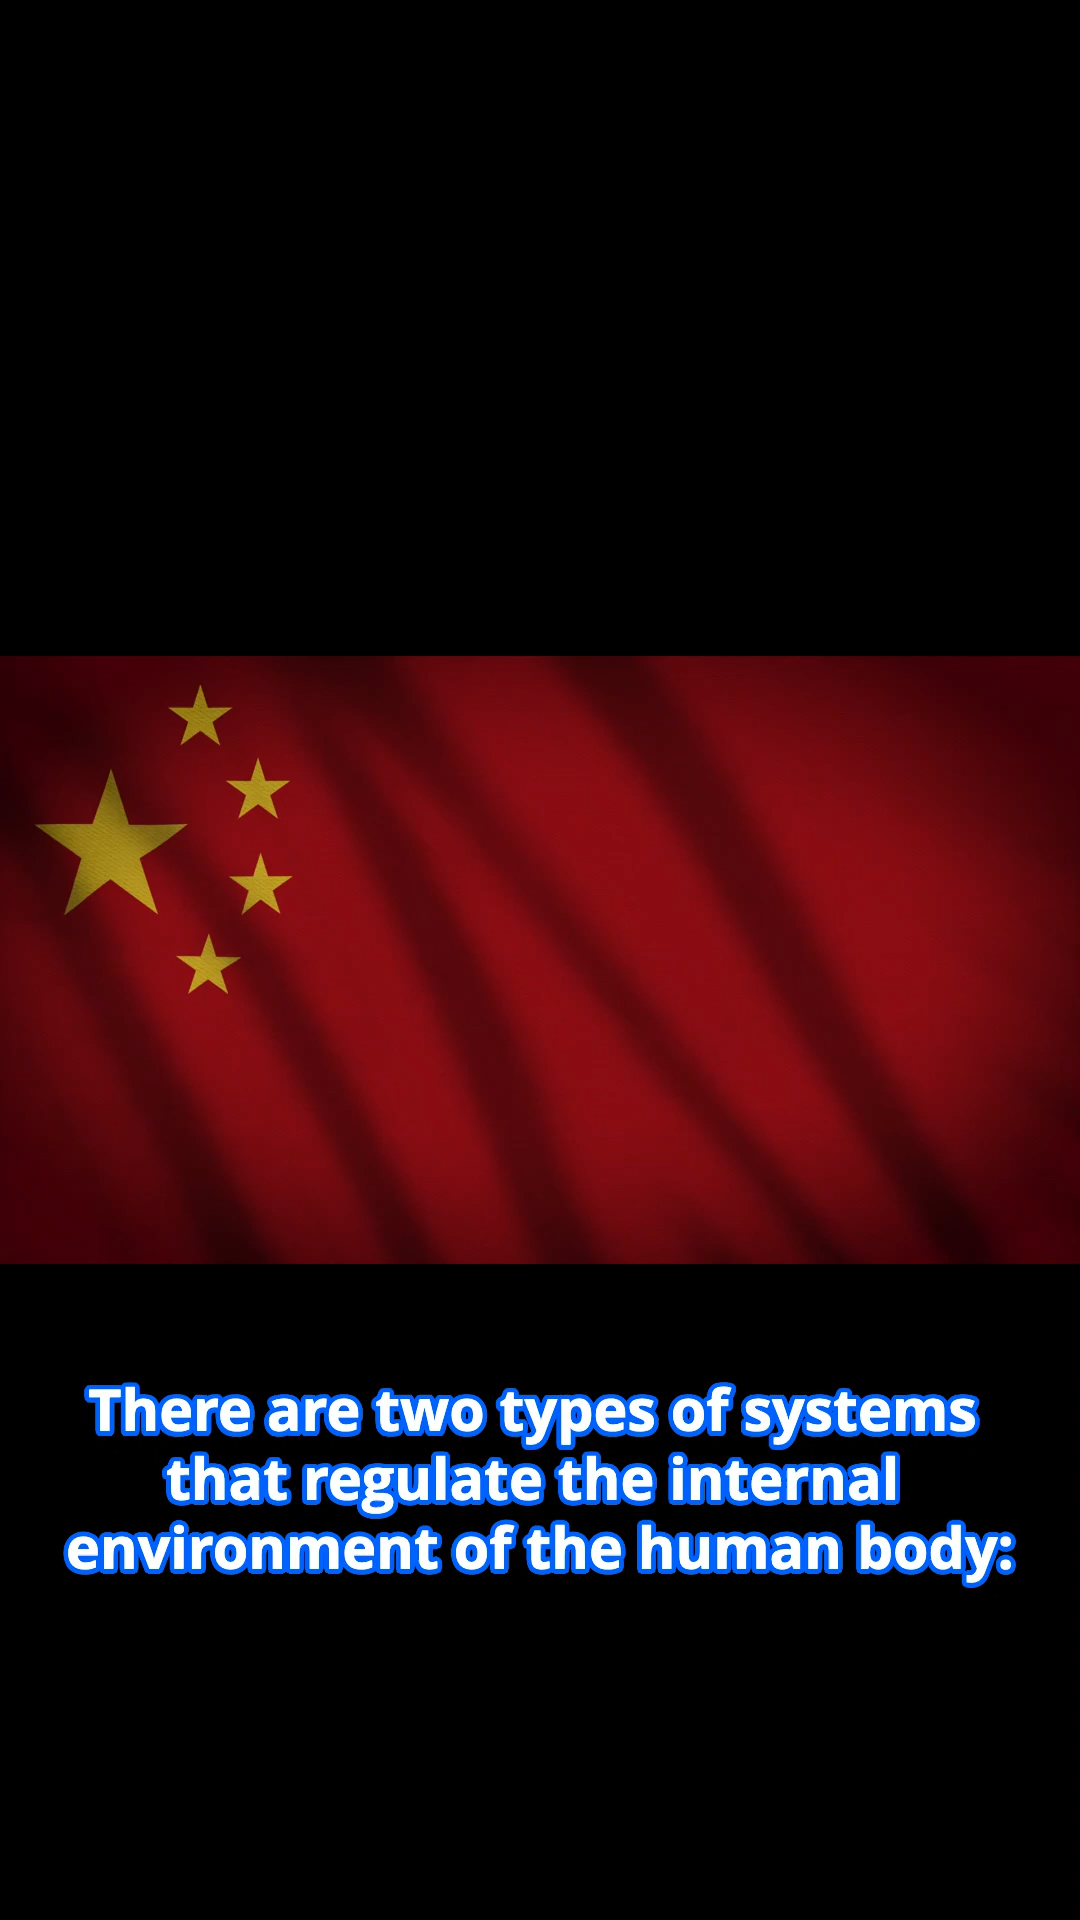 There are two types of systems
that regulate the internal
environment of the human body: